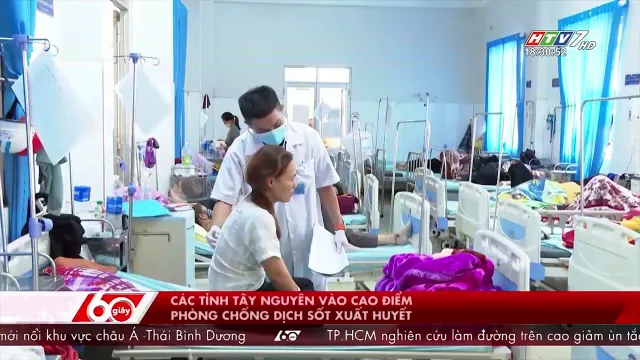 HTV7 HD
18:30:52
60 giây
CÁC TỈNH TÂY NGUYÊN VÀO CAO ĐIỂM
PHÒNG CHỐNG DỊCH SỐT XUẤT HUYẾT
mới nổi khu vực châu Á -Thái Bình Dương 60 giây TP.HCM nghiên cứu làm đường trên cao giảm ùn tắ